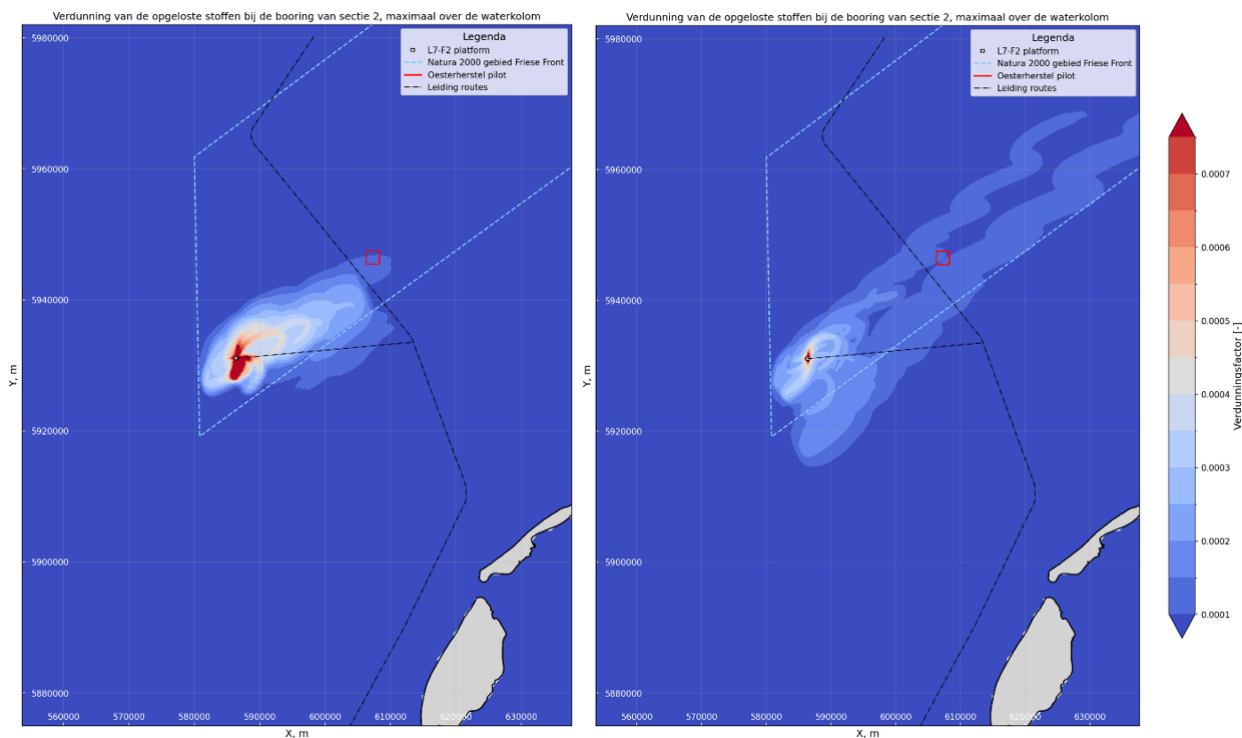 Verdunning van de opgeloste stoffen bij de booring van sectie 2, maximaal over de waterkolom
Legenda
L7-F2 platform
Natura 2000 gebied Friese Front
Oesterherstel pilot
Leiding routes
5980000
5960000
5940000
5920000
5900000
5880000
Y, m
560000
570000
580000
590000
600000
610000
620000
630000
X, m
Verdunning van de opgeloste stoffen bij de booring van sectie 2, maximaal over de waterkolom
Legenda
L7-F2 platform
Natura 2000 gebied Friese Front
Oesterherstel pilot
Leiding routes
5980000
5960000
5940000
5920000
5900000
5880000
Y, m
560000
570000
580000
590000
600000
610000
620000
630000
X, m
0.0007
0.0006
0.0005
0.0004
0.0003
0.0002
0.0001
Verdunningsfactor [-]